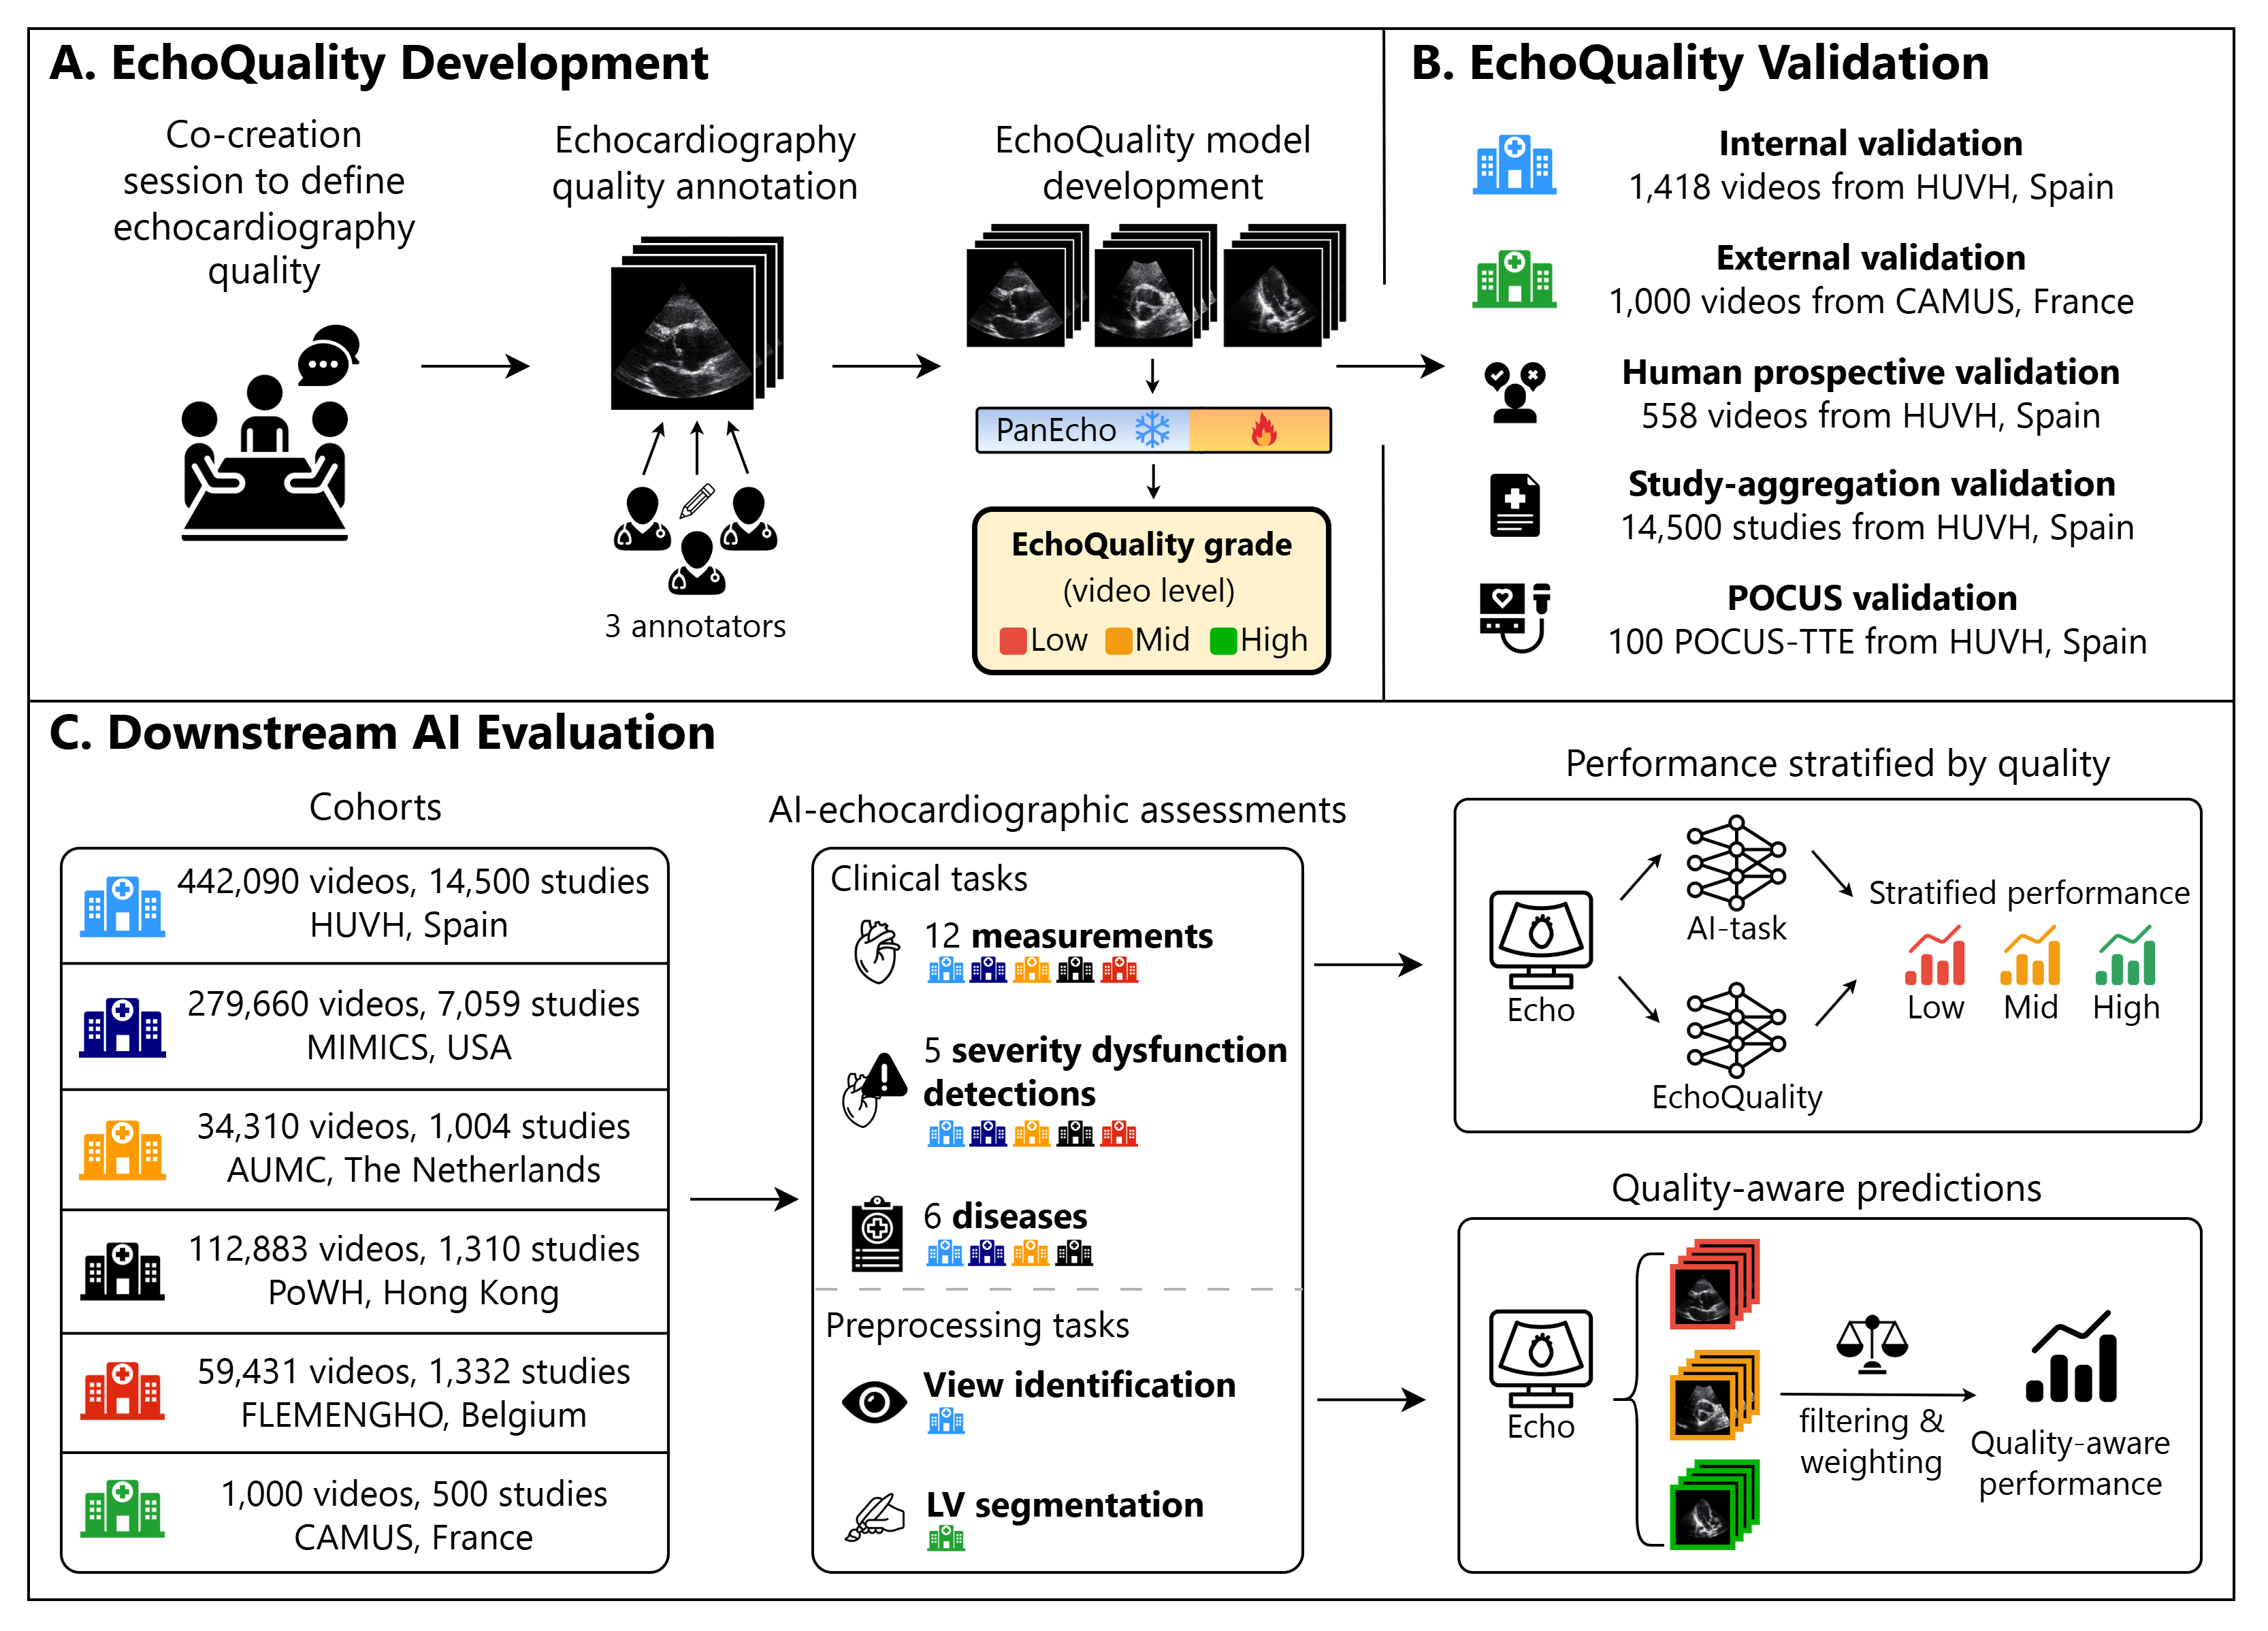 A. EchoQuality Development
Co-creation
session to define
echocardiography
quality
Echocardiography
quality annotation
3 annotators
EchoQuality model
development
PanEcho
EchoQuality grade
(video level)
Low Mid High
B. EchoQuality Validation
Internal validation
1,418 videos from HUVH, Spain
External validation
1,000 videos from CAMUS, France
Human prospective validation
558 videos from HUVH, Spain
Study-aggregation validation
14,500 studies from HUVH, Spain
POCUS validation
100 POCUS-TTE from HUVH, Spain
C. Downstream AI Evaluation
Cohorts
442,090 videos, 14,500 studies
HUVH, Spain
279,660 videos, 7,059 studies
MIMICS, USA
34,310 videos, 1,004 studies
AUMC, The Netherlands
112,883 videos, 1,310 studies
PoWH, Hong Kong
59,431 videos, 1,332 studies
FLEMENGHO, Belgium
1,000 videos, 500 studies
CAMUS, France
AI-echocardiographic assessments
Clinical tasks
12 measurements
5 severity dysfunction
detections
6 diseases
Preprocessing tasks
View identification
LV segmentation
Performance stratified by quality
Echo
AI-task
EchoQuality
Stratified performance
Low Mid High
Quality-aware predictions
Echo
filtering &
weighting
Quality-aware
performance